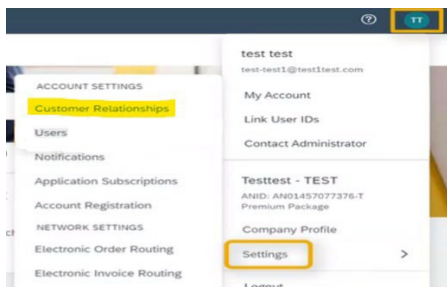 TT
test test
test-test1@test1test.com
My Account
Link User IDs
Contact Administrator
Testtest - TEST
ANID: AN01457077376-T
Premium Package
Company Profile
Settings
Logout
ACCOUNT SETTINGS
Customer Relationships
Users
Notifications
Application Subscriptions
Account Registration
NETWORK SETTINGS
Electronic Order Routing
Electronic Invoice Routing